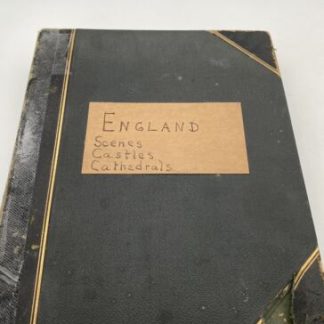 ENGLAND
Scenes
Castles
Cathedrals